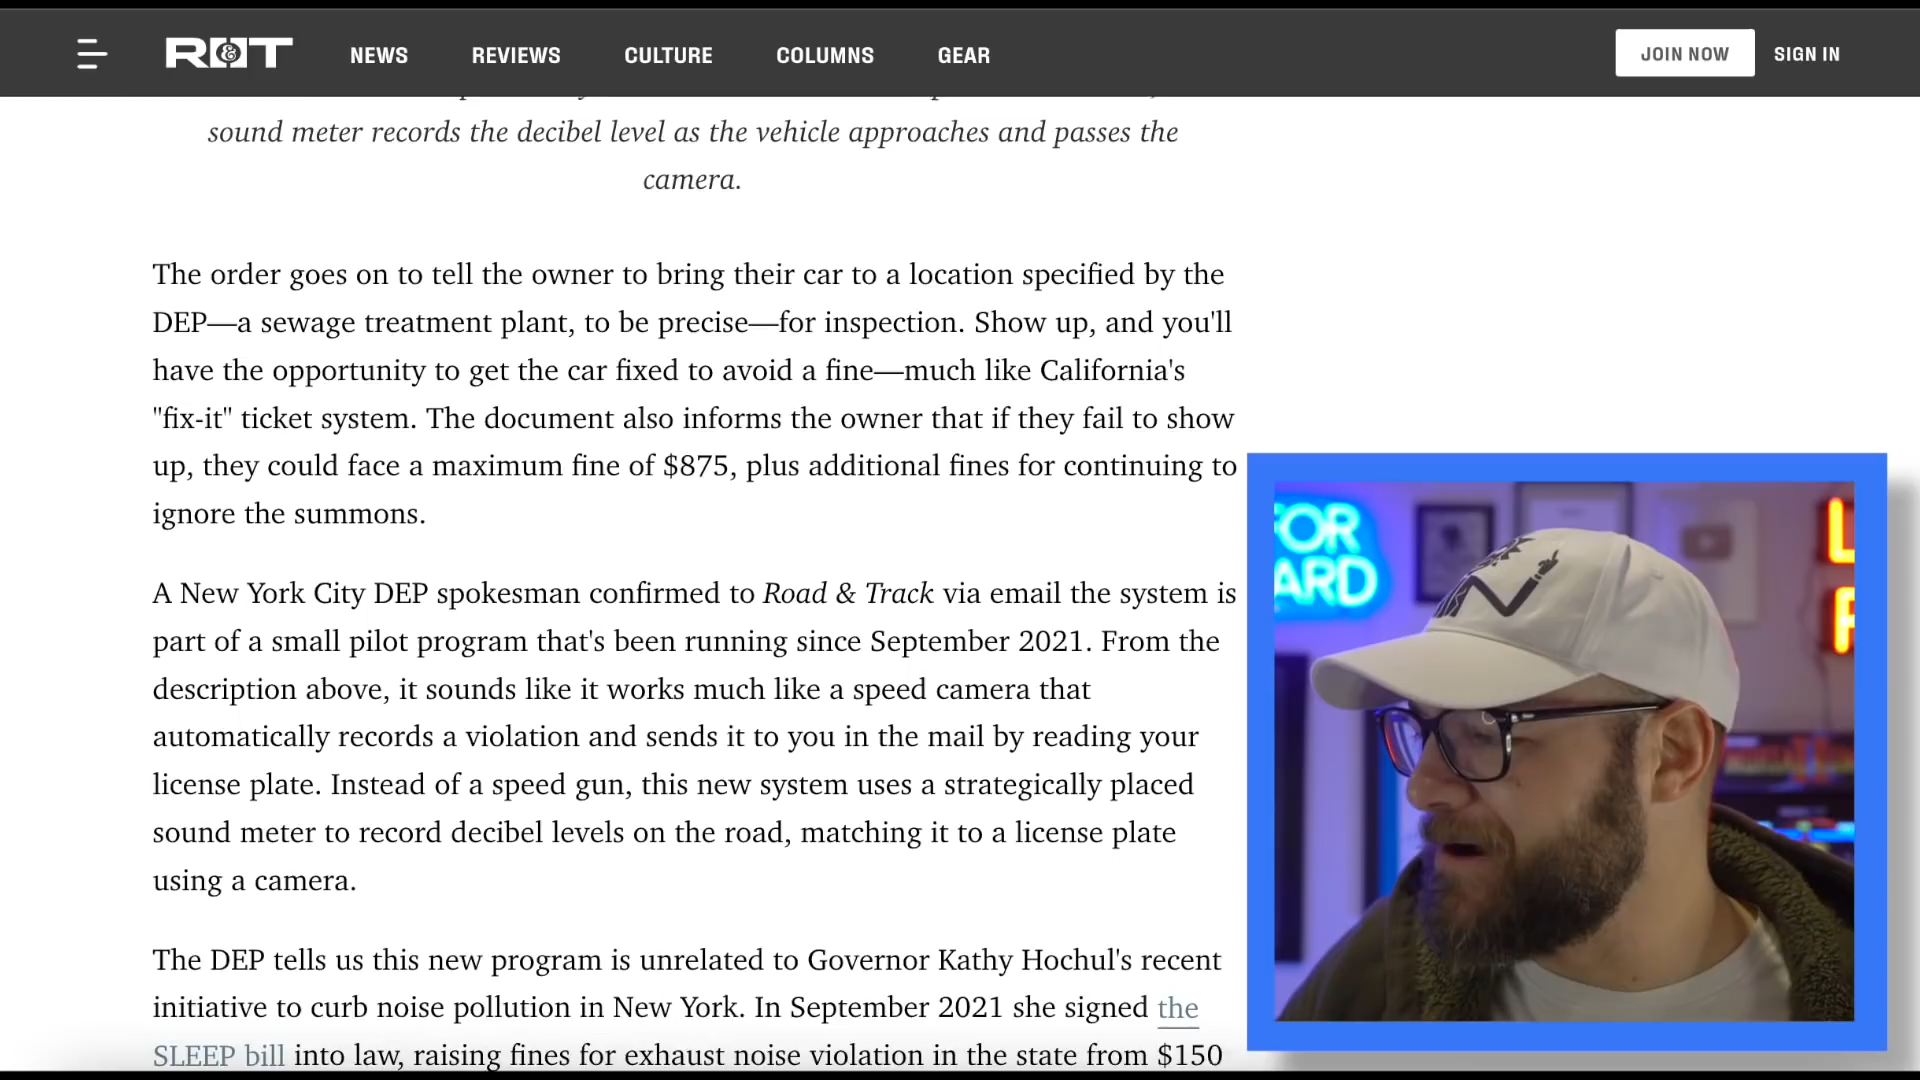 R&T
NEWS
REVIEWS
CULTURE
COLUMNS
GEAR
JOIN NOW
SIGN IN
sound meter records the decibel level as the vehicle approaches and passes the
camera.
The order goes on to tell the owner to bring their car to a location specified by the
DEP—a sewage treatment plant, to be precise—for inspection. Show up, and you'll
have the opportunity to get the car fixed to avoid a fine—much like California's
"fix-it" ticket system. The document also informs the owner that if they fail to show
up, they could face a maximum fine of $875, plus additional fines for continuing to
ignore the summons.
A New York City DEP spokesman confirmed to Road & Track via email the system is
part of a small pilot program that's been running since September 2021. From the
description above, it sounds like it works much like a speed camera that
automatically records a violation and sends it to you in the mail by reading your
license plate. Instead of a speed gun, this new system uses a strategically placed
sound meter to record decibel levels on the road, matching it to a license plate
using a camera.
The DEP tells us this new program is unrelated to Governor Kathy Hochul's recent
initiative to curb noise pollution in New York. In September 2021 she signed the
SLEEP bill into law, raising fines for exhaust noise violation in the state from $150
FOR
ARD